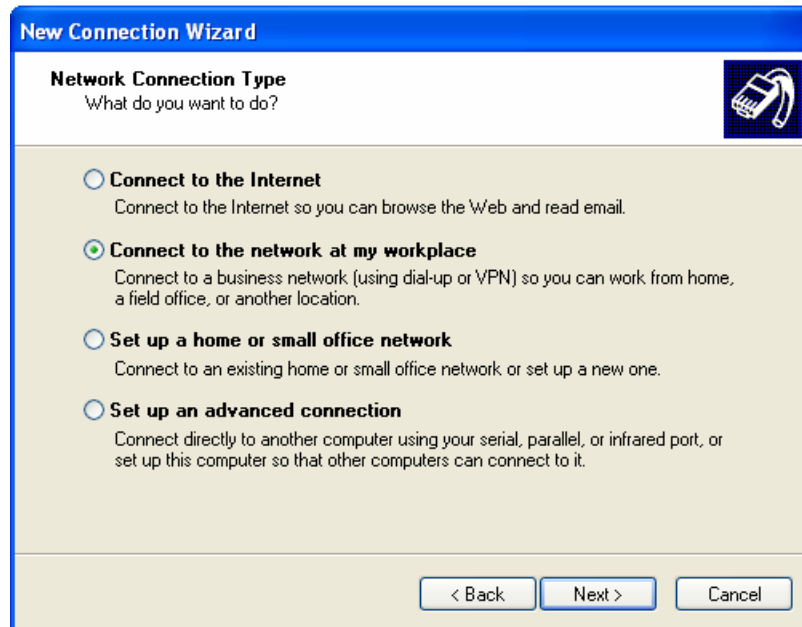 New Connection Wizard
Network Connection Type
What do you want to do?
Connect to the Internet
Connect to the Internet so you can browse the Web and read email.
Connect to the network at my workplace
Connect to a business network (using dial-up or VPN) so you can work from home,
a field office, or another location.
Set up a home or small office network
Connect to an existing home or small office network or set up a new one.
Set up an advanced connection
Connect directly to another computer using your serial, parallel, or infrared port, or
set up this computer so that other computers can connect to it.
< Back Next > Cancel